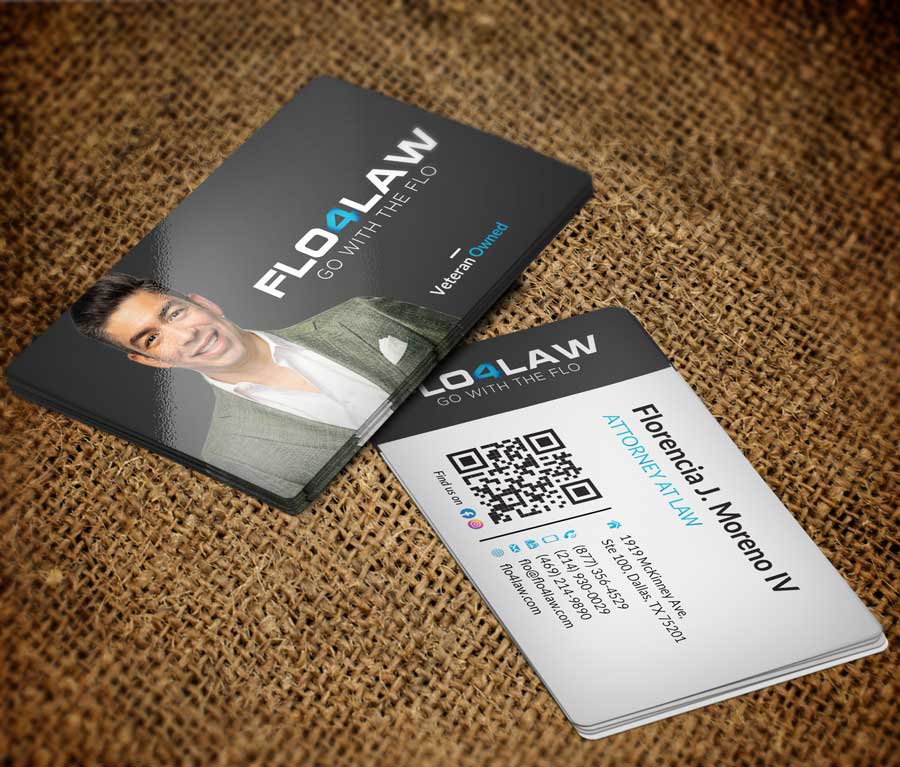 FLO4LAW
GO WITH THE FLO
Veteran Owned
LO4LAW
GO WITH THE FLO
Florencia J. Moreno IV
ATTORNEY AT LAW
Find us on
1919 McKinney Ave,
Ste 100, Dallas, TX 75201
(877) 356-4529
(214) 930-0029
(469) 214-9890
flo@flo4law.com
flo4law.com